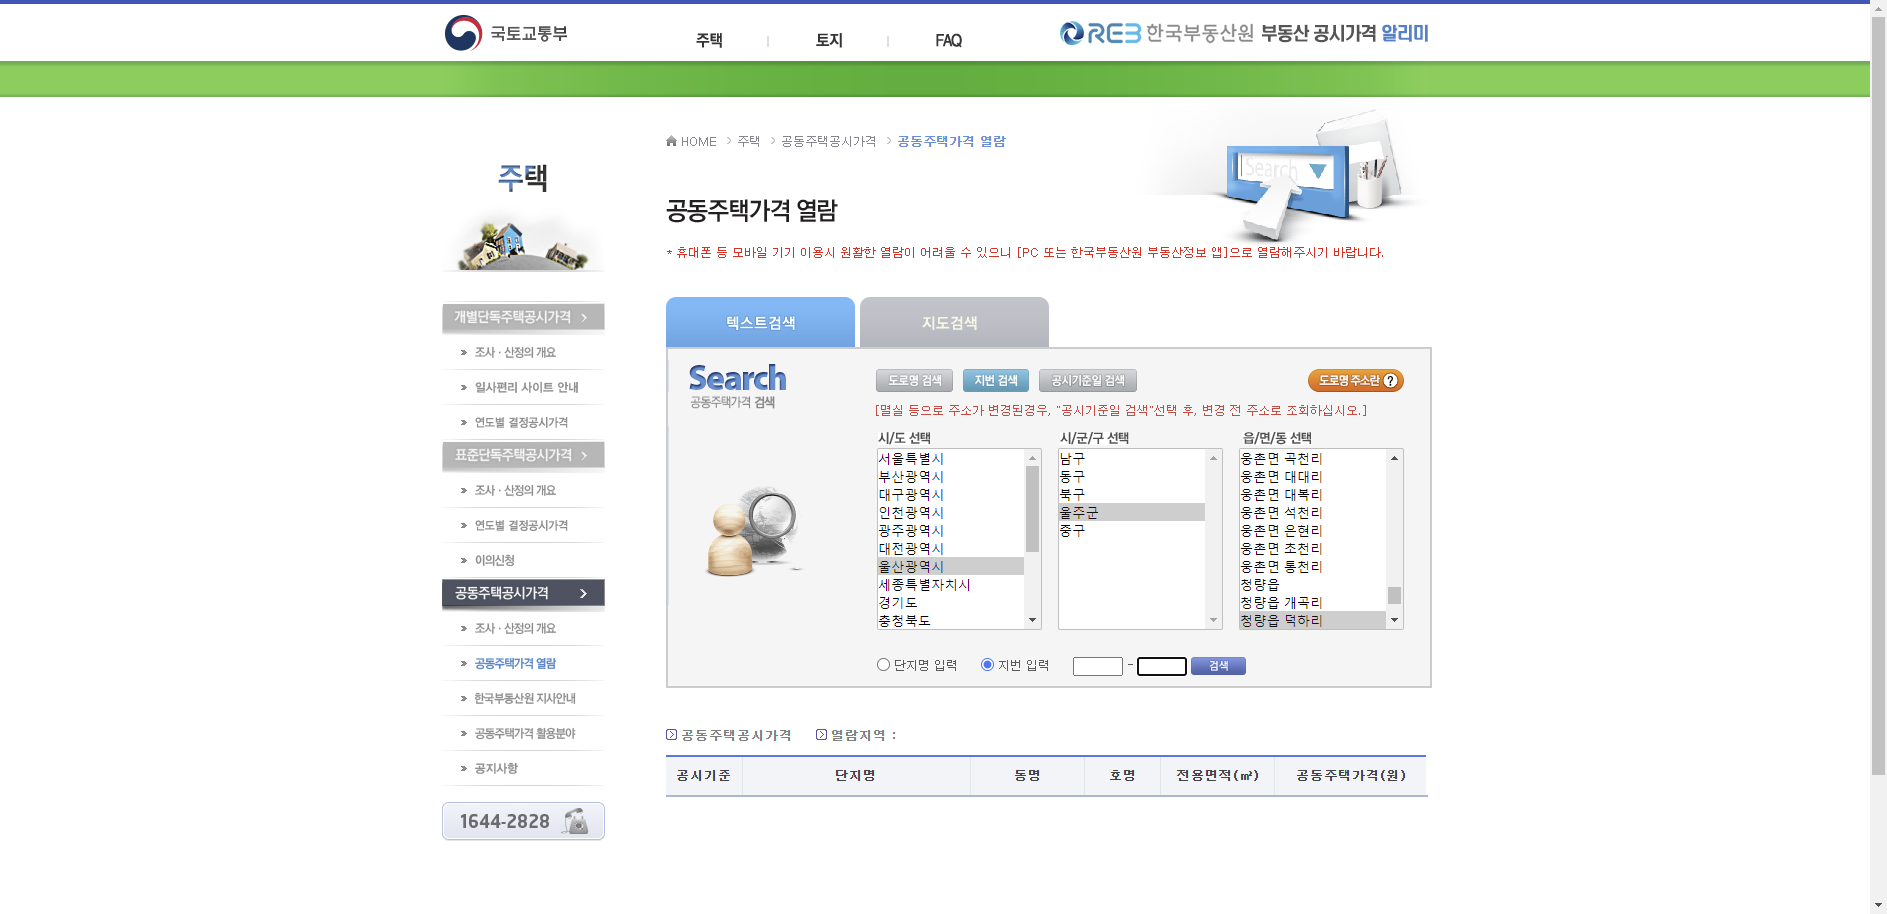 국토교통부
주택
토지
FAQ
REB 한국부동산원 부동산 공시가격 알리미
HOME > 주택 > 공동주택공시가격 > 공동주택가격 열람
Search
주택
공동주택가격 열람
* 휴대폰 등 모바일 기기 이용시 원활한 열람이 어려울 수 있으니 [PC 또는 한국부동산원 부동산정보 앱]으로 열람해주시기 바랍니다.
개별단독주택공시가격
조사ㆍ산정의 개요
일사편리 사이트 안내
연도별 결정공시가격
표준단독주택공시가격
조사ㆍ산정의 개요
연도별 결정공시가격
이의신청
공동주택공시가격
조사ㆍ산정의 개요
공동주택가격 열람
한국부동산원 지사안내
공동주택가격 활용분야
공지사항
1644-2828
텍스트검색
지도검색
Search
공동주택가격 검색
도로명 검색
지번 검색
공시기준일 검색
도로명 주소란 ?
[멸실 등으로 주소가 변경된경우, "공시기준일 검색"선택 후, 변경 전 주소로 조회하십시오.]
시/도 선택
서울특별시
부산광역시
대구광역시
인천광역시
광주광역시
대전광역시
울산광역시
세종특별자치시
경기도
충청북도
시/군/구 선택
남구
동구
북구
울주군
중구
읍/면/동 선택
웅촌면 곡천리
웅촌면 대대리
웅촌면 대복리
웅촌면 석천리
웅촌면 은현리
웅촌면 초천리
웅촌면 통천리
청량읍
청량읍 개곡리
청량읍 덕하리
단지명 입력
지번 입력
-
검색
공동주택공시가격
열람지역 :
공시기준
단지명
동명
호명
전용면적(㎡)
공동주택가격(원)